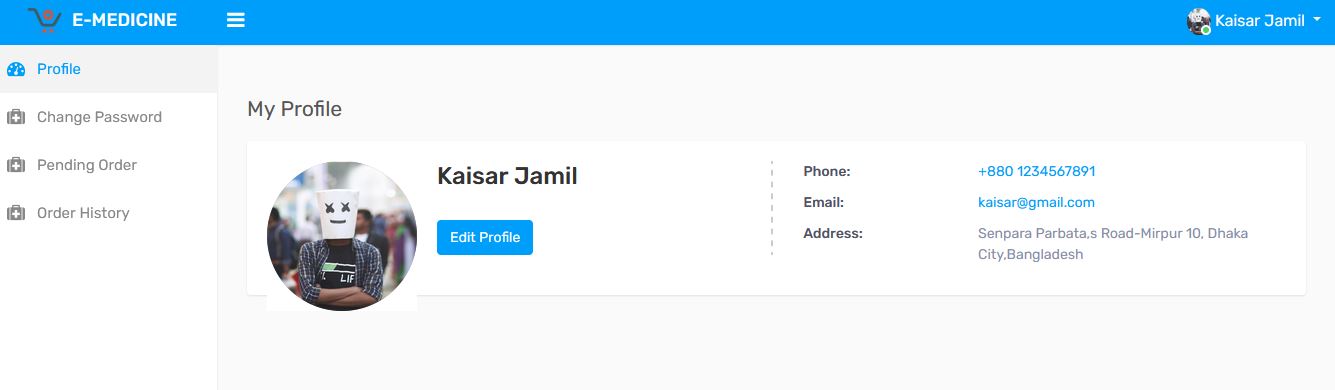 E-MEDICINE
Kaisar Jamil
Profile
Change Password
Pending Order
Order History
My Profile
Kaisar Jamil
Edit Profile
Phone: +880 1234567891
Email: kaisar@gmail.com
Address: Senpara Parbata,s Road-Mirpur 10, Dhaka
City,Bangladesh
LIF